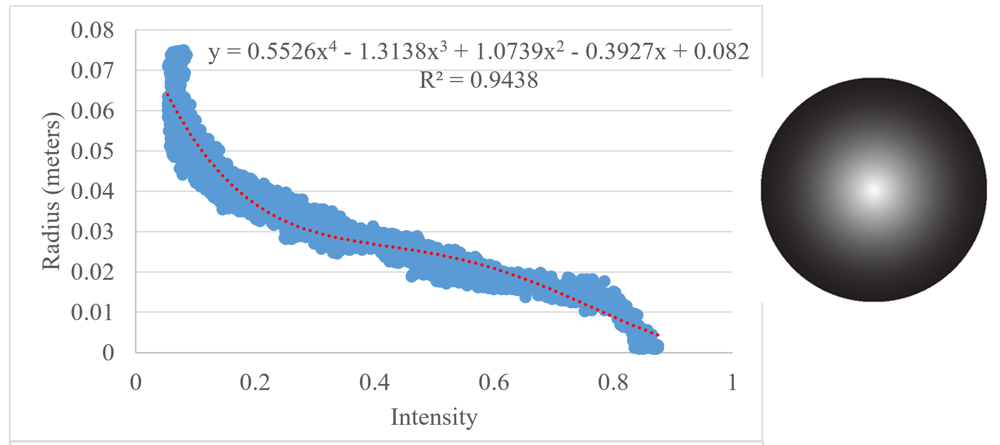 0.08
y = 0.5526x⁴ - 1.3138x³ + 1.0739x² - 0.3927x + 0.082
R² = 0.9438
0.07
0.06
0.05
0.04
0.03
0.02
0.01
0
Radius (meters)
0 0.2 0.4 0.6 0.8 1
Intensity